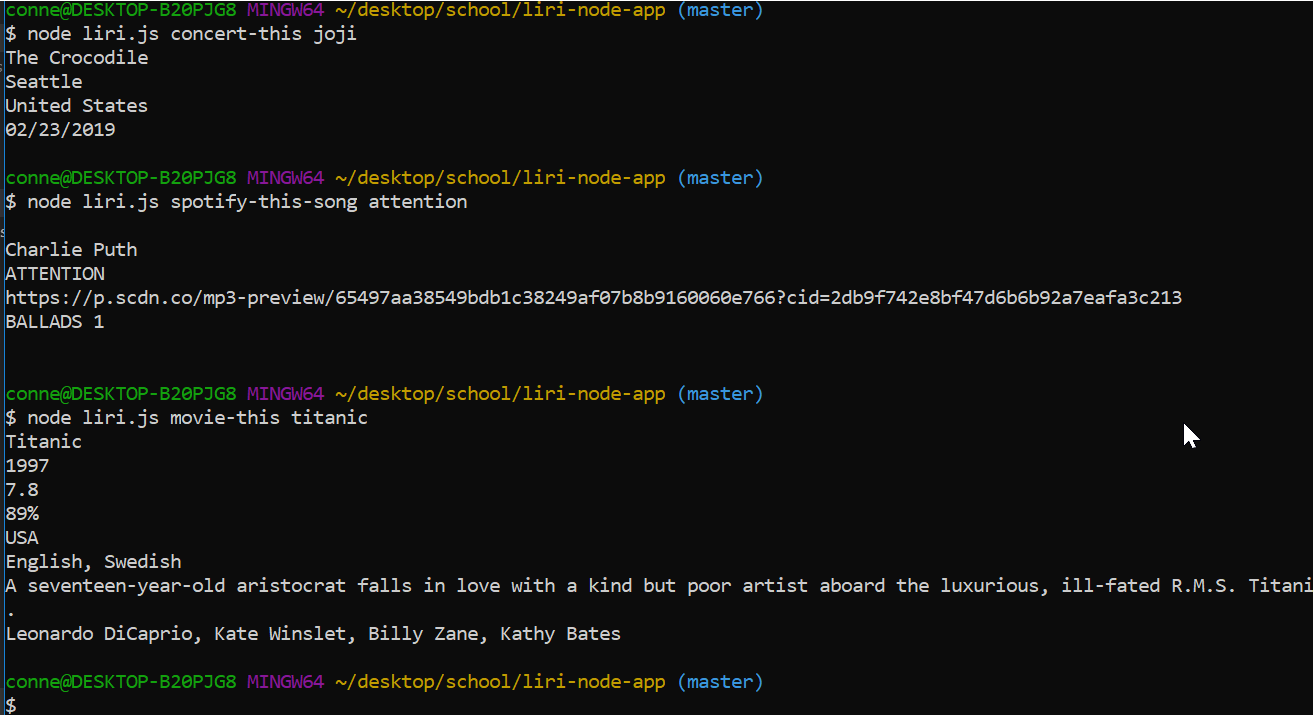 conne@DESKTOP-B20PJG8 MINGW64 ~/desktop/school/liri-node-app (master)
$ node liri.js concert-this joji
The Crocodile
Seattle
United States
02/23/2019
conne@DESKTOP-B20PJG8 MINGW64 ~/desktop/school/liri-node-app (master)
$ node liri.js spotify-this-song attention
Charlie Puth
ATTENTION
https://p.scdn.co/mp3-preview/65497aa38549bdb1c38249af07b8b9160060e766?cid=2db9f742e8bf47d6b6b92a7eafa3c213
BALLADS 1
conne@DESKTOP-B20PJG8 MINGW64 ~/desktop/school/liri-node-app (master)
$ node liri.js movie-this titanic
Titanic
1997
7.8
89%
USA
English, Swedish
A seventeen-year-old aristocrat falls in love with a kind but poor artist aboard the luxurious, ill-fated R.M.S. Titani
.
Leonardo DiCaprio, Kate Winslet, Billy Zane, Kathy Bates
conne@DESKTOP-B20PJG8 MINGW64 ~/desktop/school/liri-node-app (master)
$